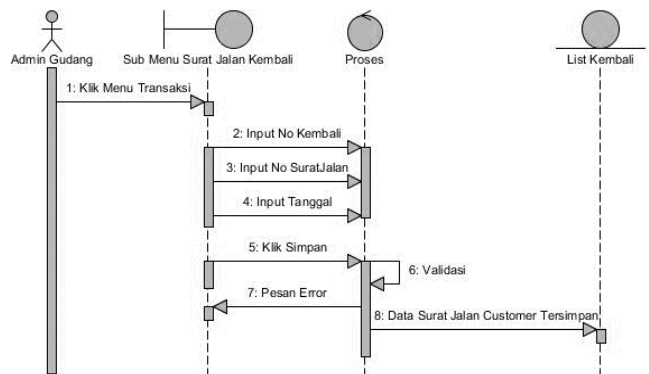 Admin Gudang
Sub Menu Surat Jalan Kembali
Proses
List Kembali
1: Klik Menu Transaksi
2: Input No Kembali
3: Input No SuratJalan
4: Input Tanggal
5: Klik Simpan
6: Validasi
7: Pesan Error
8: Data Surat Jalan Customer Tersimpan